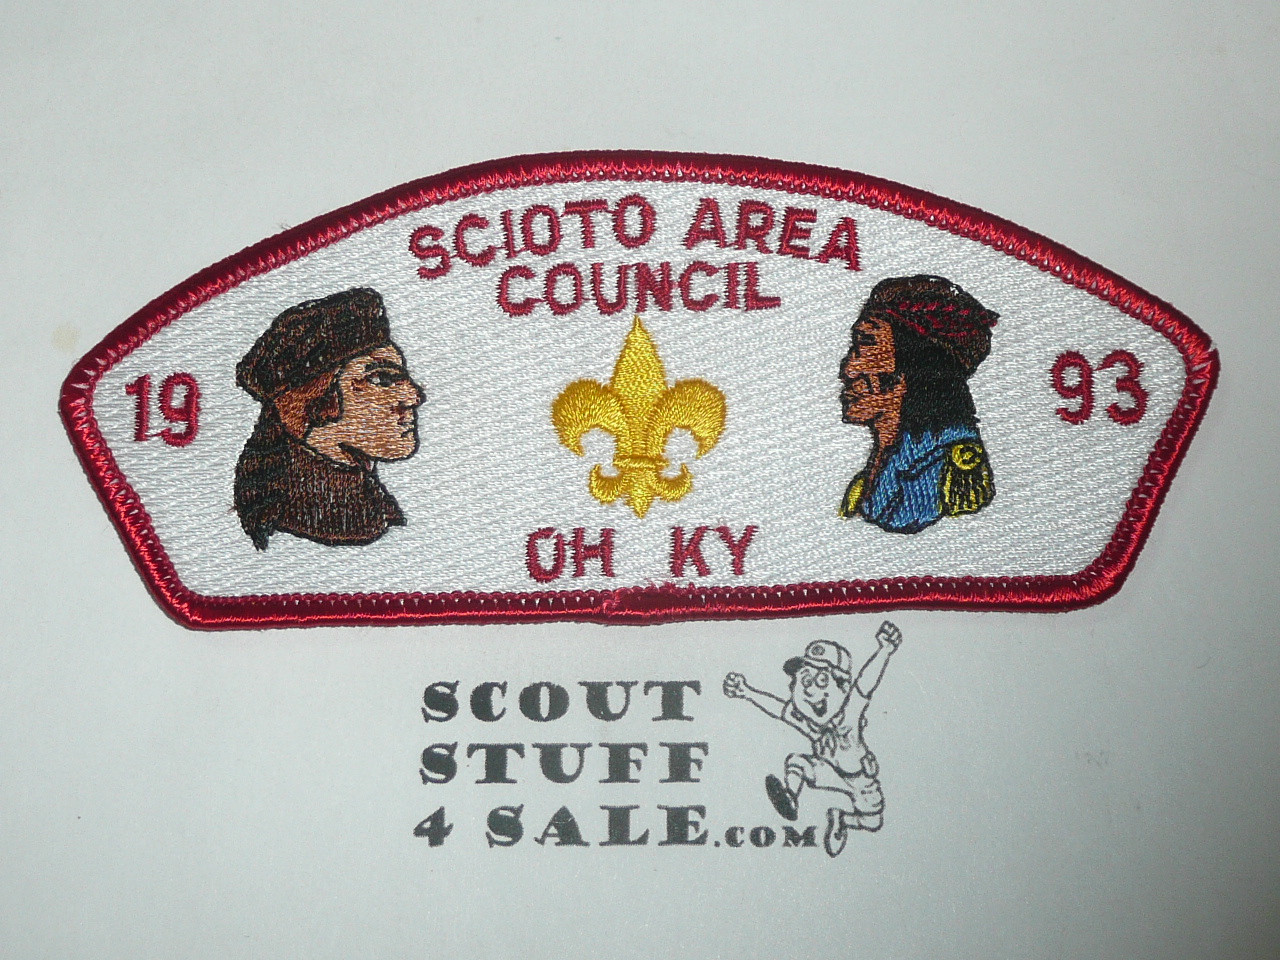 SCIOTO AREA
COUNCIL
19 93
OH KY
SCOUT
STUFF
4 SALE.COM